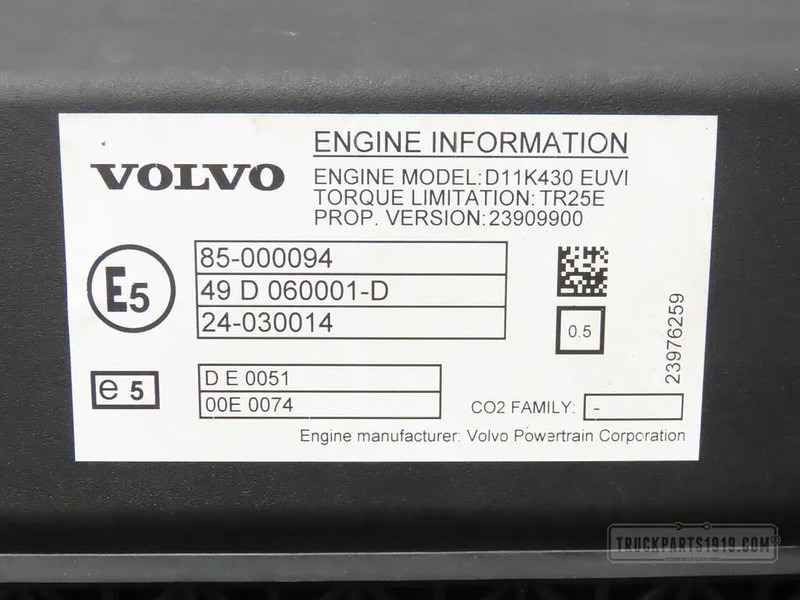 VOLVO
ENGINE INFORMATION
ENGINE MODEL: D11K430 EUVI
TORQUE LIMITATION: TR25E
PROP. VERSION: 23909900
E5
85-000094
49 D 060001-D
24-030014
0.5
23976259
e 5
D E 0051
00E 0074
CO2 FAMILY: -
Engine manufacturer: Volvo Powertrain Corporation
TRUCKPARTS1919.COM